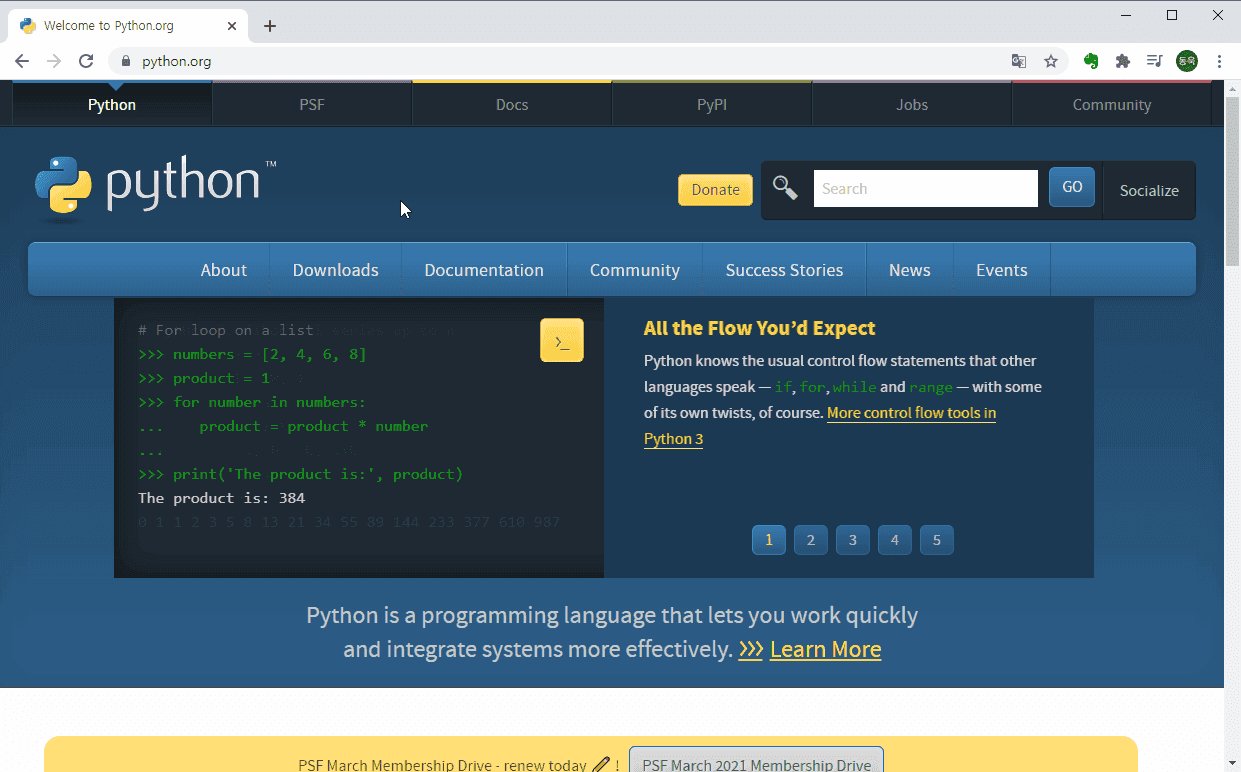 Welcome to Python.org
python.org
동욱
Python PSF Docs PyPI Jobs Community
python™
Donate Search GO Socialize
About Downloads Documentation Community Success Stories News Events
# For loop on a list
>>> numbers = [2, 4, 6, 8]
>>> product = 1
>>> for number in numbers:
...    product = product * number
...
>>> print('The product is:', product)
The product is: 384
0 1 1 2 3 5 8 13 21 34 55 89 144 233 377 610 987
>_
All the Flow You’d Expect
Python knows the usual control flow statements that other
languages speak — if, for, while and range — with some
of its own twists, of course. More control flow tools in
Python 3
1 2 3 4 5
Python is a programming language that lets you work quickly
and integrate systems more effectively. >>> Learn More
PSF March Membership Drive - renew today ! PSF March 2021 Membership Drive